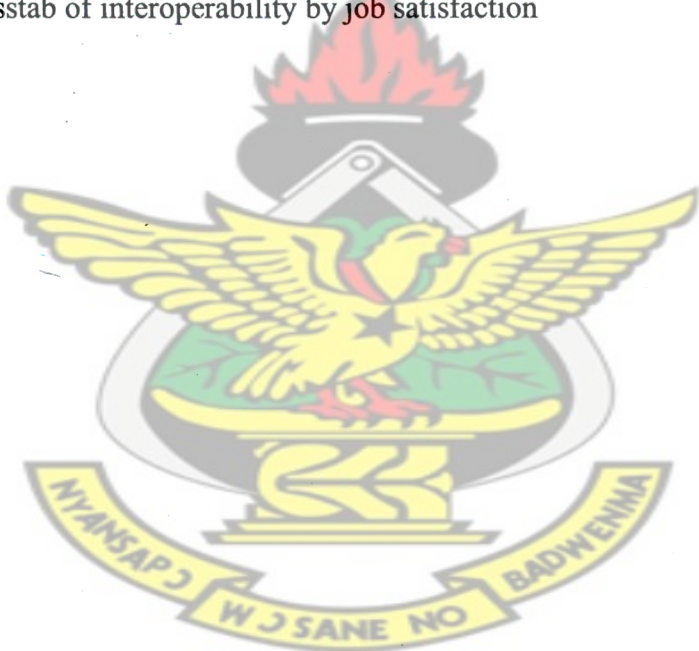 sstab of interoperability by job satisfaction
NYANSAPƆ
WƆSANE NO
BADWENMA